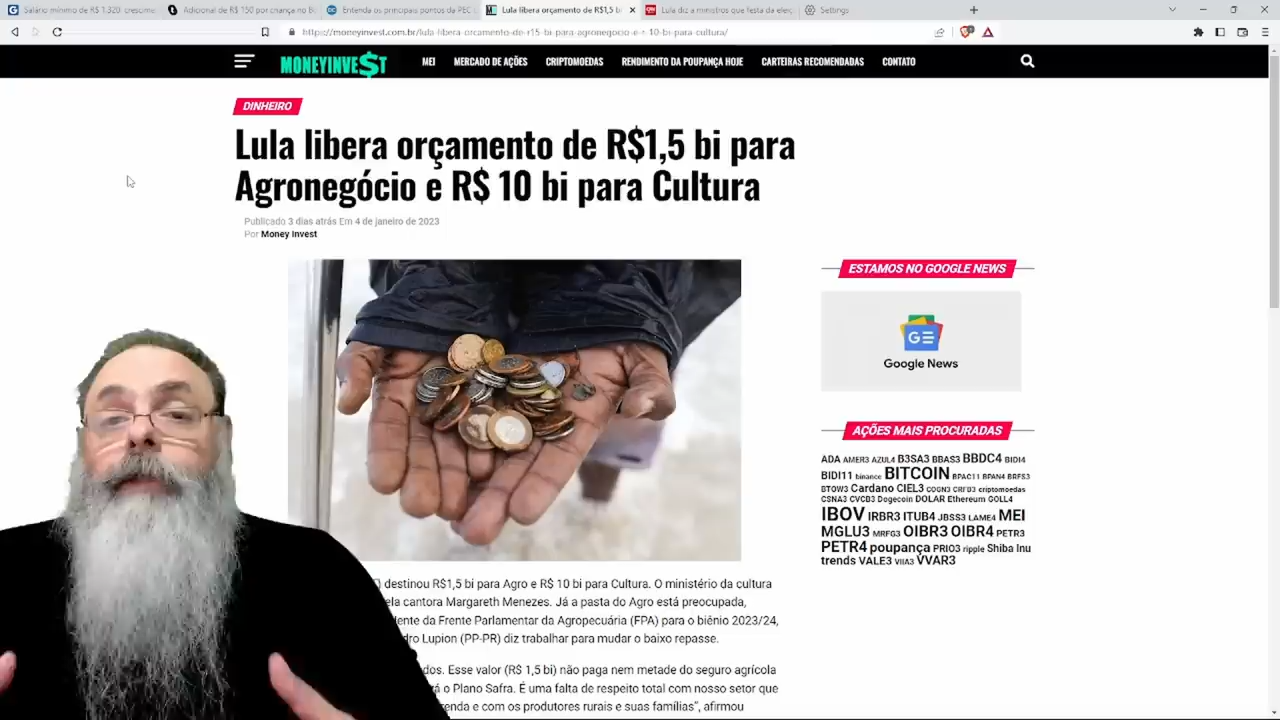 Salário mínimo de R$ 1.320: cresceme
Adicional de R$ 150 por criança no B
Entenda os principais pontos da PEC
Lula libera orçamento de R$1,5 bi
Lula diz a ministros que festa da eleiç
Settings
https://moneyinvest.com.br/lula-libera-orcamento-de-r15-bi-para-agronegocio-e-r-10-bi-para-cultura/
MONEYINVE$T
MEI
MERCADO DE AÇÕES
CRIPTOMOEDAS
RENDIMENTO DA POUPANÇA HOJE
CARTEIRAS RECOMENDADAS
CONTATO
DINHEIRO
Lula libera orçamento de R$1,5 bi para
Agronegócio e R$ 10 bi para Cultura
Publicado 3 dias atrás Em 4 de janeiro de 2023
Por Money Invest
ESTAMOS NO GOOGLE NEWS
GE
Google News
AÇÕES MAIS PROCURADAS
ADA AMER3 AZUL4 B3SA3 BBAS3 BBDC4 BIDI4
BIDI11 binance BITCOIN BPAC11 BPAN4 BRFS3
BTOW3 Cardano CIEL3 COGN3 CRFB3 criptomoedas
CSNA3 CVCB3 Dogecoin DOLAR Ethereum GOLL4
IBOV IRBR3 ITUB4 JBSS3 LAME4 MEI
MGLU3 MRFG3 OIBR3 OIBR4 PETR3
PETR4 poupança PRIO3 ripple Shiba Inu
trends VALE3 VIIA3 VVAR3
) destinou R$1,5 bi para Agro e R$ 10 bi para Cultura. O ministério da cultura
ela cantora Margareth Menezes. Já a pasta do Agro está preocupada,
dente da Frente Parlamentar da Agropecuária (FPA) para o biênio 2023/24,
dro Lupion (PP-PR) diz trabalhar para mudar o baixo repasse.
dos. Esse valor (R$ 1,5 bi) não paga nem metade do seguro agrícola
rá o Plano Safra. É uma falta de respeito total com nosso setor que
enda e com os produtores rurais e suas famílias”, afirmou